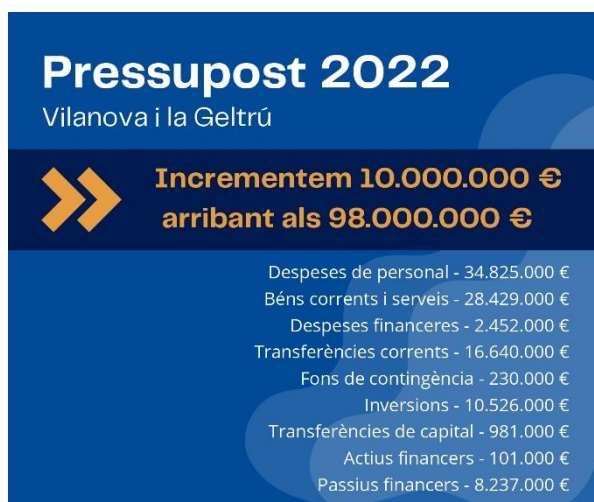 Pressupost 2022
Vilanova i la Geltrú
Incrementem 10.000.000 €
arribant als 98.000.000 €
Despeses de personal - 34.825.000 €
Béns corrents i serveis - 28.429.000 €
Despeses financeres - 2.452.000 €
Transferències corrents - 16.640.000 €
Fons de contingència - 230.000 €
Inversions - 10.526.000 €
Transferències de capital - 981.000 €
Actius financers - 101.000 €
Passius financers - 8.237.000 €